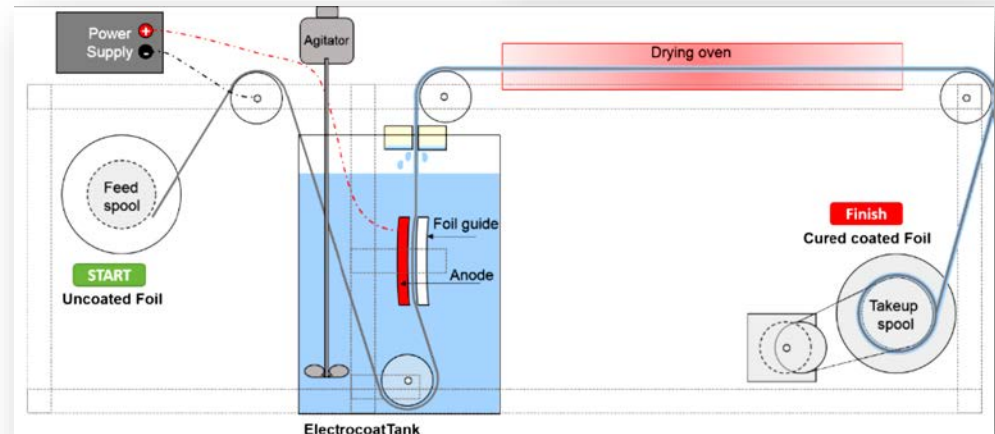 Power
Supply
+
-
Agitator
Drying oven
Feed
spool
START
Uncoated Foil
Foil guide
Anode
Finish
Cured coated Foil
Takeup
spool
ElectrocoatTank